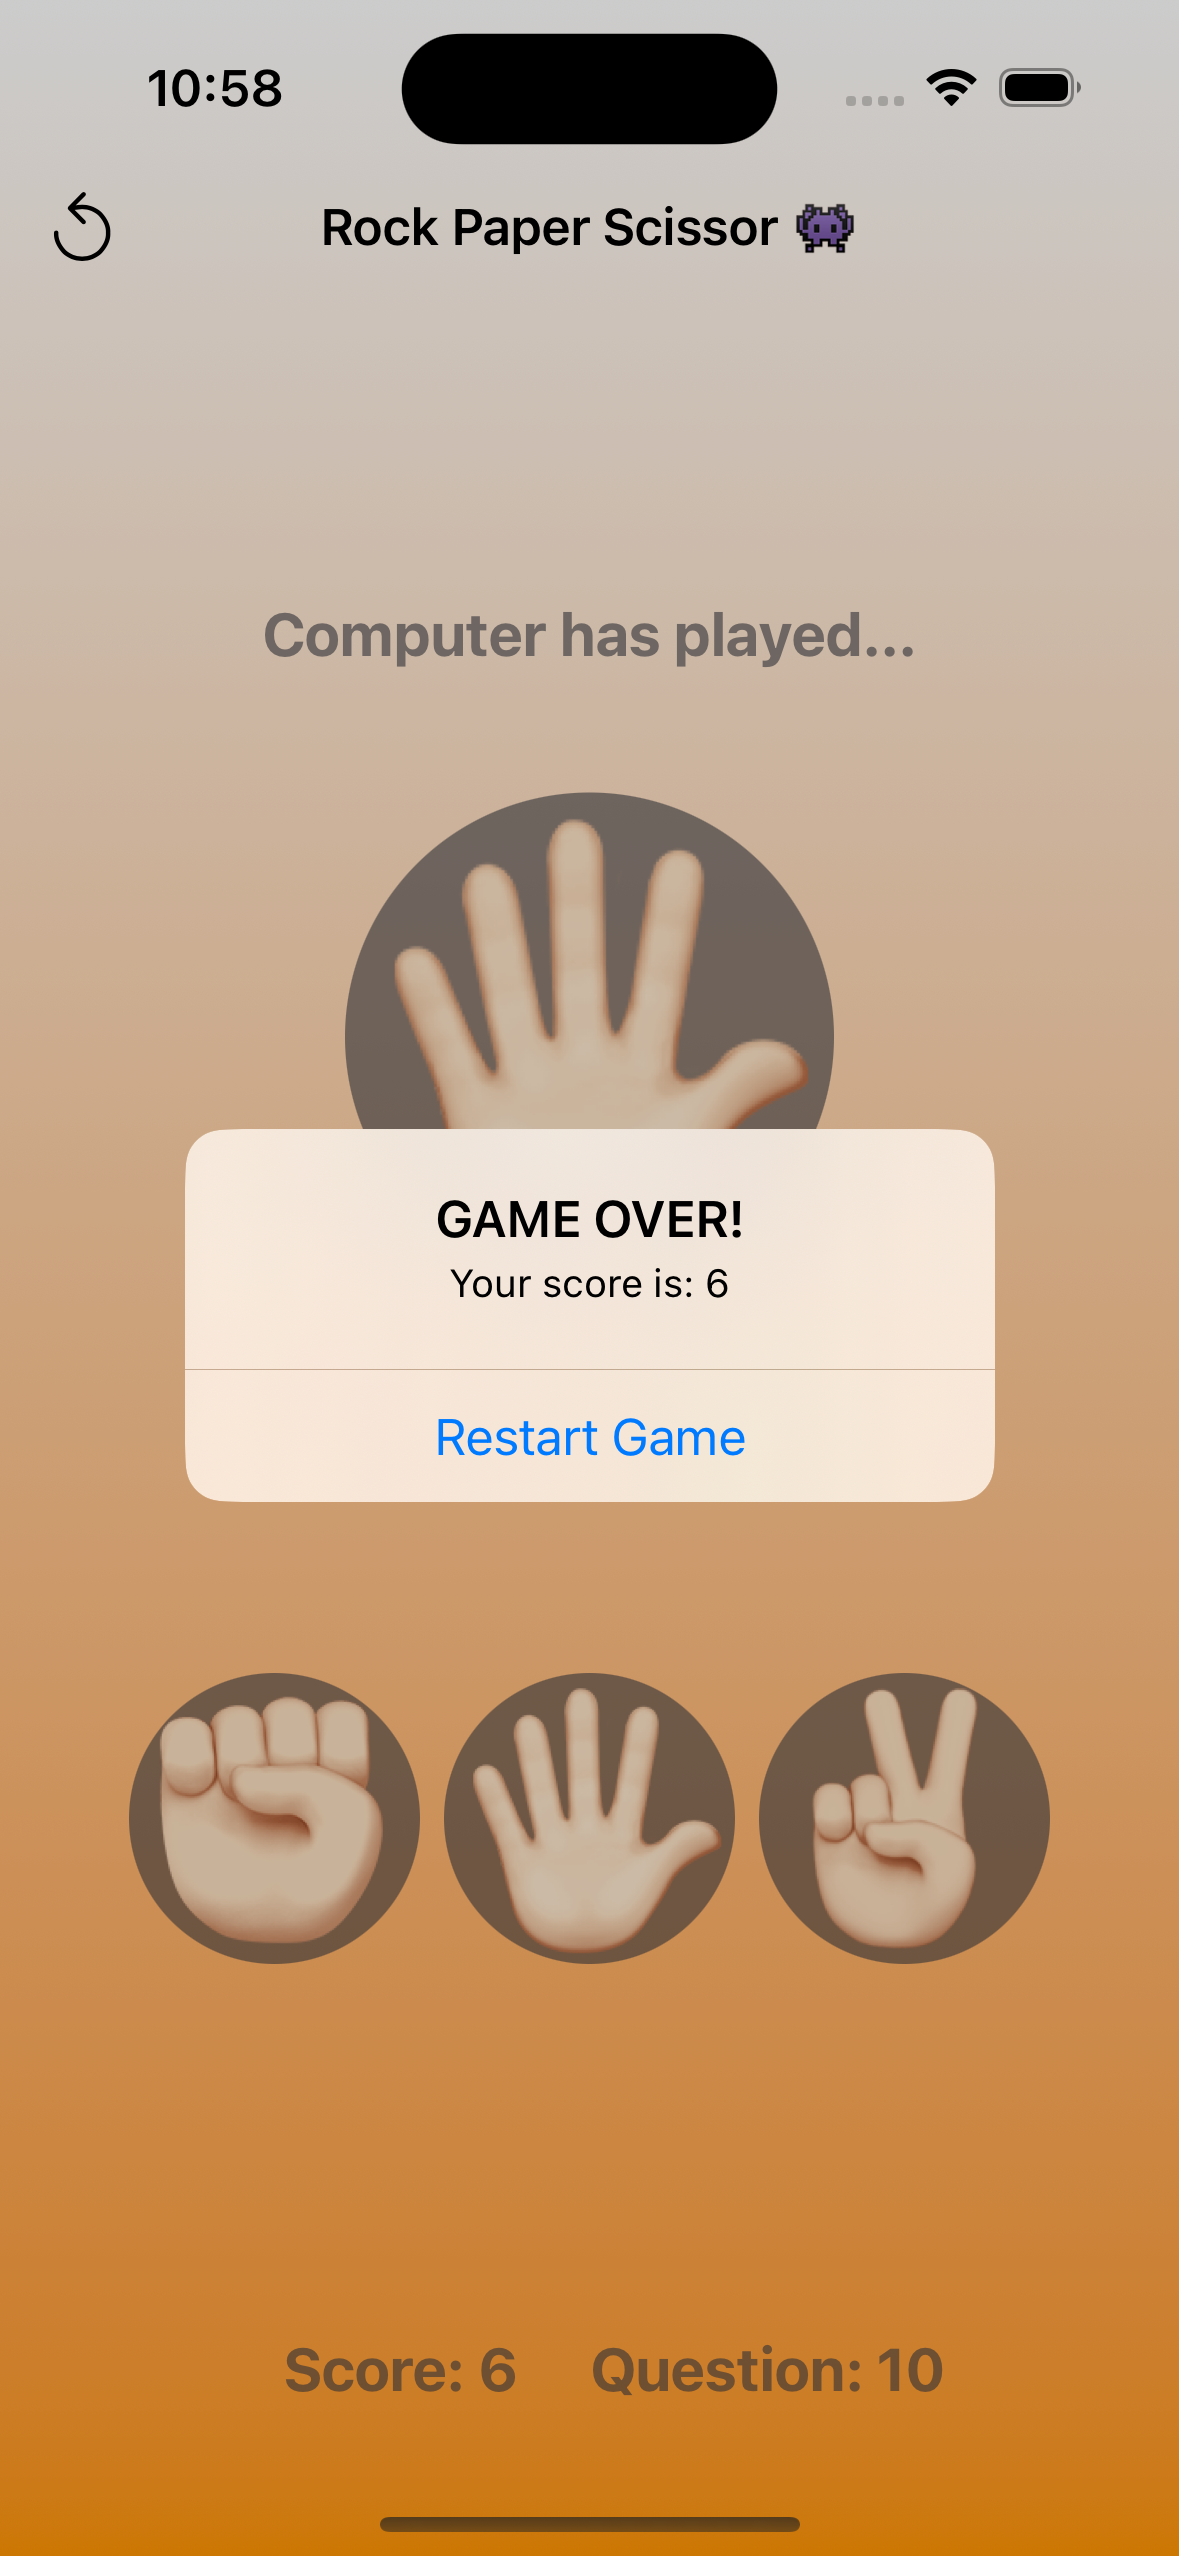 10:58
Rock Paper Scissor 👾
Computer has played...
GAME OVER!
Your score is: 6
Restart Game
Score: 6 Question: 10